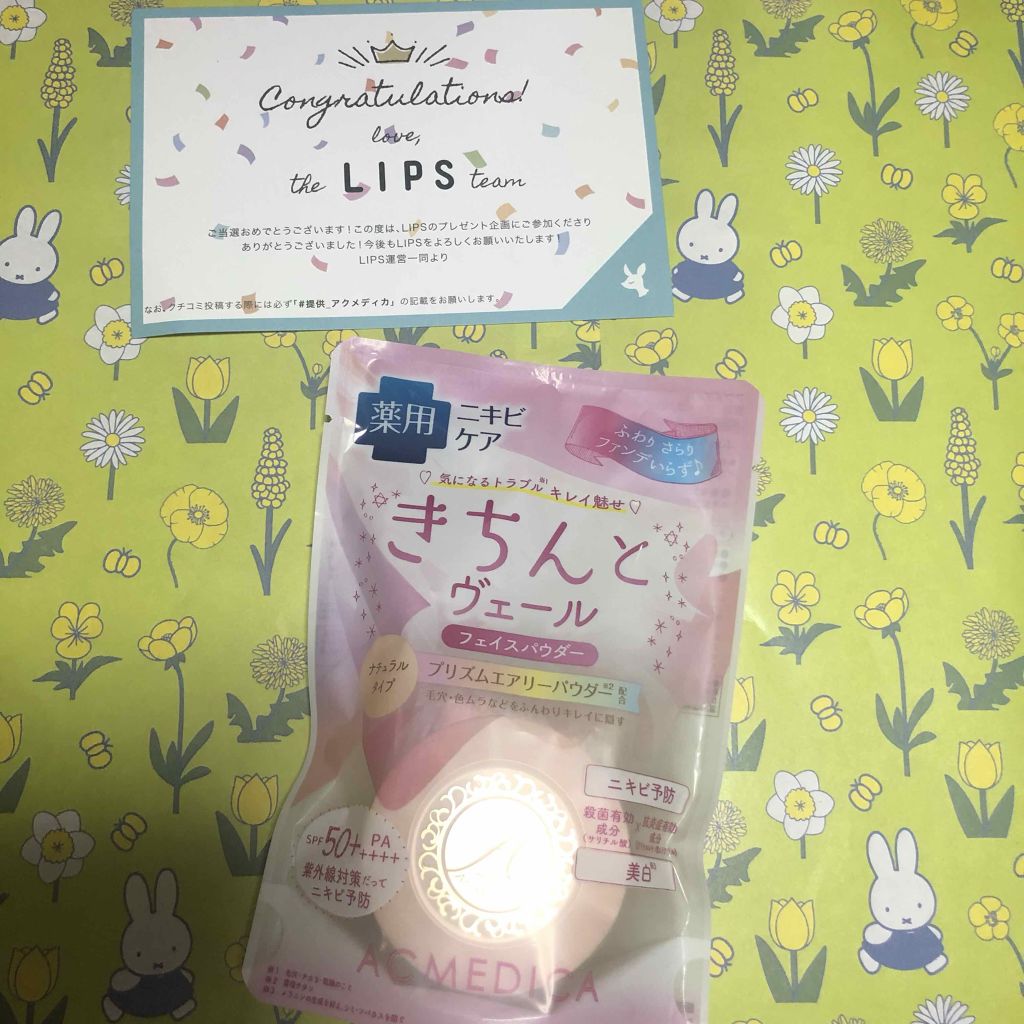 Congratulations!
love,
the LIPS team
ご当選おめでとうございます！この度は、LIPSのプレゼント企画にご参加くださり
ありがとうございました！今後もLIPSをよろしくお願いいたします！
LIPS運営一同より
なお、クチコミ投稿する際には必ず「#提供_アクメディカ」の記載をお願いします。
薬用
ニキビ
ケア
ふわり さらり
ファンデいらず♪
♡気になるトラブル※1キレイ魅せ♡
きちんと
ヴェール
フェイスパウダー
ナチュラル
タイプ
プリズムエアリーパウダー※2配合
毛穴・色ムラなどをふんわりキレイに隠す
ニキビ予防
殺菌有効
成分
(サリチル酸)
×
成分
美白
SPF50+ PA++++
紫外線対策だって
ニキビ予防
ACMEDICA